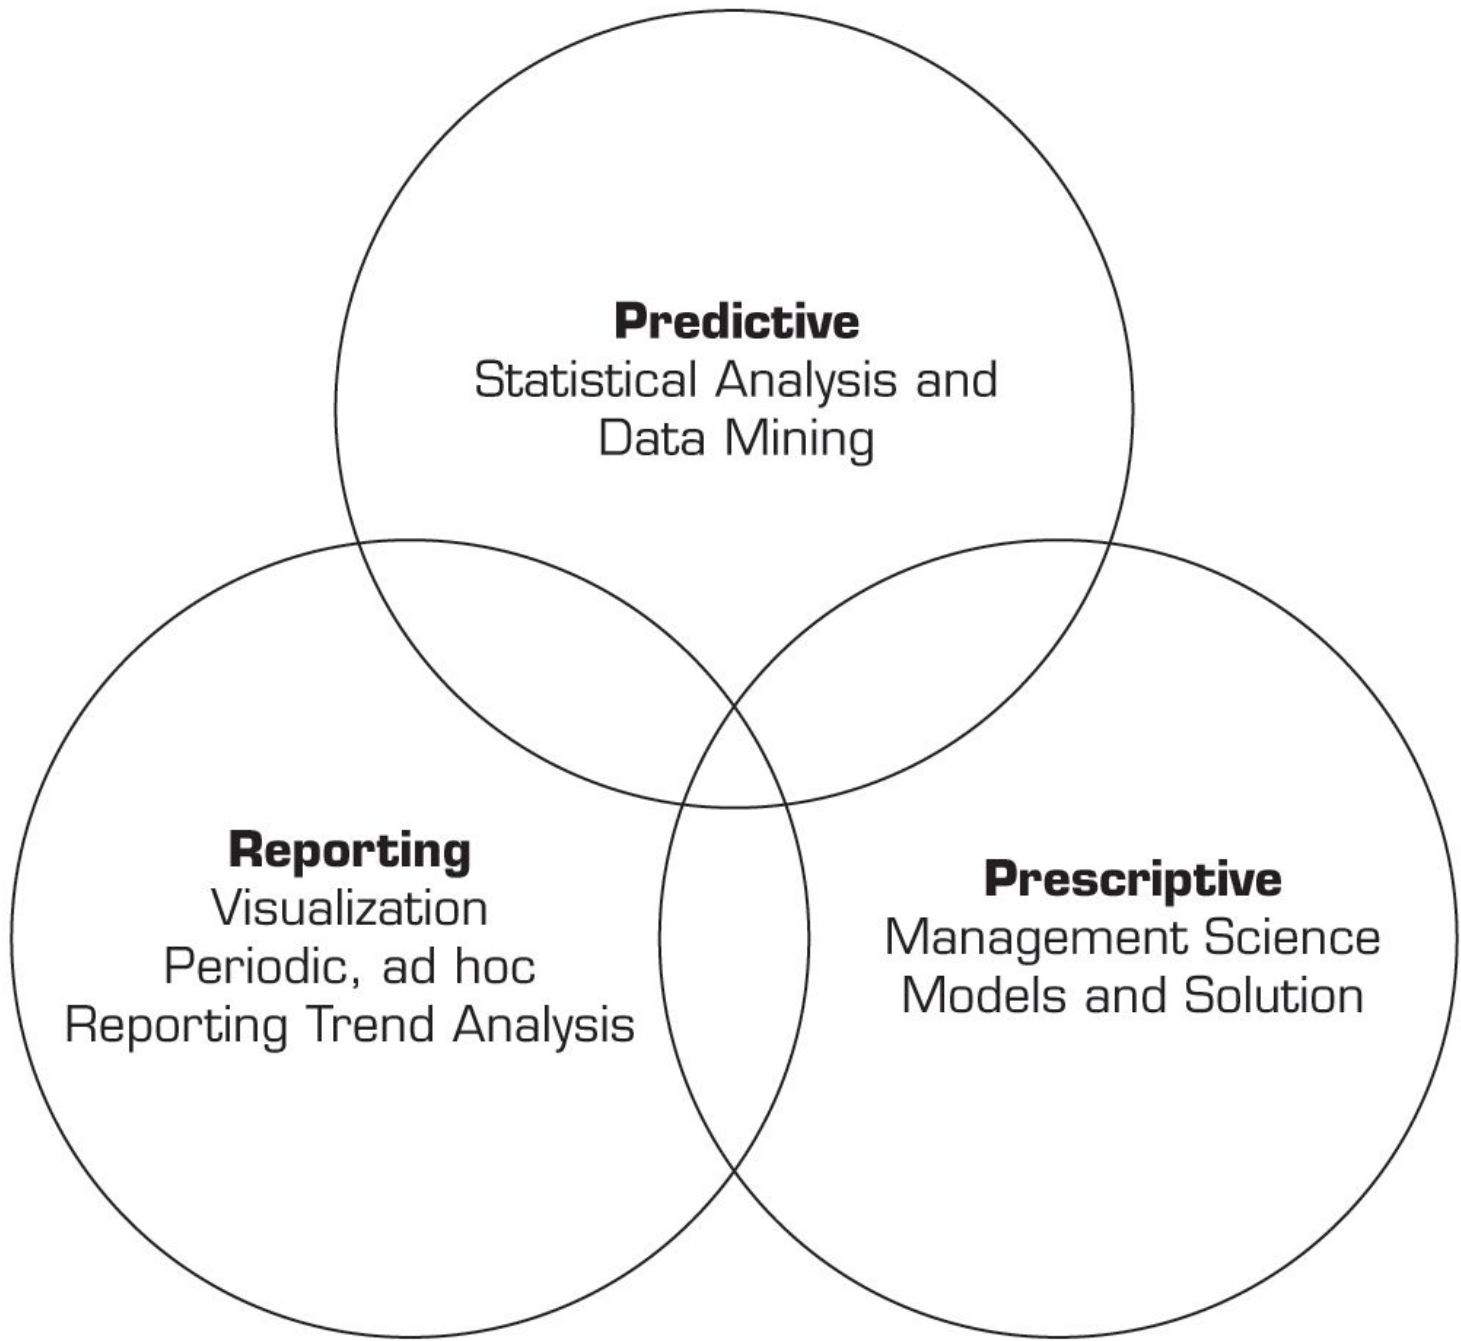 Predictive
Statistical Analysis and
Data Mining
Reporting
Visualization
Periodic, ad hoc
Reporting Trend Analysis
Prescriptive
Management Science
Models and Solution